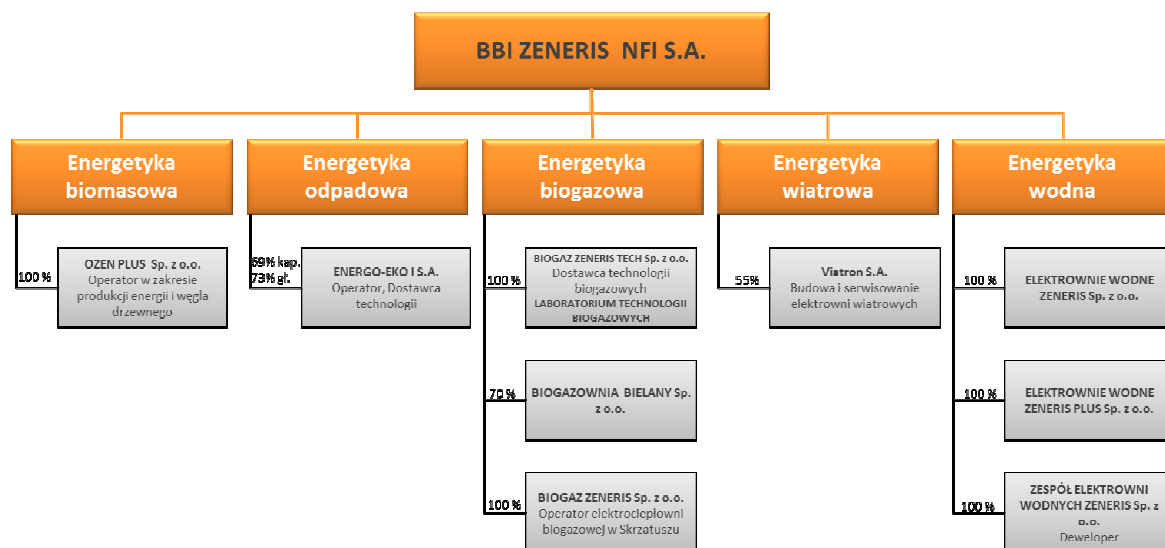 BBI ZENERIS NFI S.A.
Energetyka
biomasowa
100 %
OZEN PLUS Sp. z o.o.
Operator w zakresie
produkcji energii i węgla
drzewnego
Energetyka
odpadowa
69% kap.
73% gł.
ENERGO-EKO I S.A.
Operator, Dostawca
technologii
Energetyka
biogazowa
100 %
BIOGAZ ZENERIS TECH Sp. z o.o.
Dostawca technologii
biogazowych
LABORATORIUM TECHNOLOGII
BIOGAZOWYCH
70 %
BIOGAZOWNIA BIELANY Sp.
z o.o.
100 %
BIOGAZ ZENERIS Sp. z o.o.
Operator elektrociepłowni
biogazowej w Skrzatuszu
Energetyka
wiatrowa
55%
Viatron S.A.
Budowa i serwisowanie
elektrowni wiatrowych
Energetyka
wodna
100 %
ELEKTROWNIE WODNE
ZENERIS Sp. z o.o.
100 %
ELEKTROWNIE WODNE
ZENERIS PLUS Sp. z o.o.
100 %
ZESPÓŁ ELEKTROWNI
WODNYCH ZENERIS Sp. z
o.o.
Deweloper